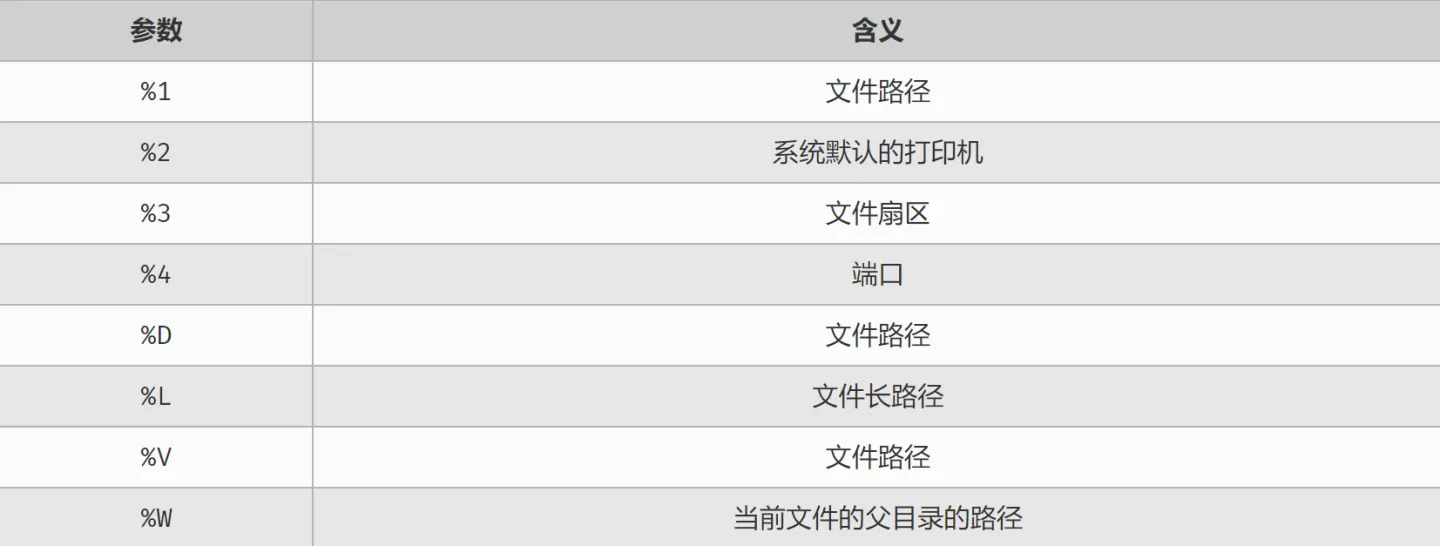 参数 含义
%1 文件路径
%2 系统默认的打印机
%3 文件扇区
%4 端口
%D 文件路径
%L 文件长路径
%V 文件路径
%W 当前文件的父目录的路径